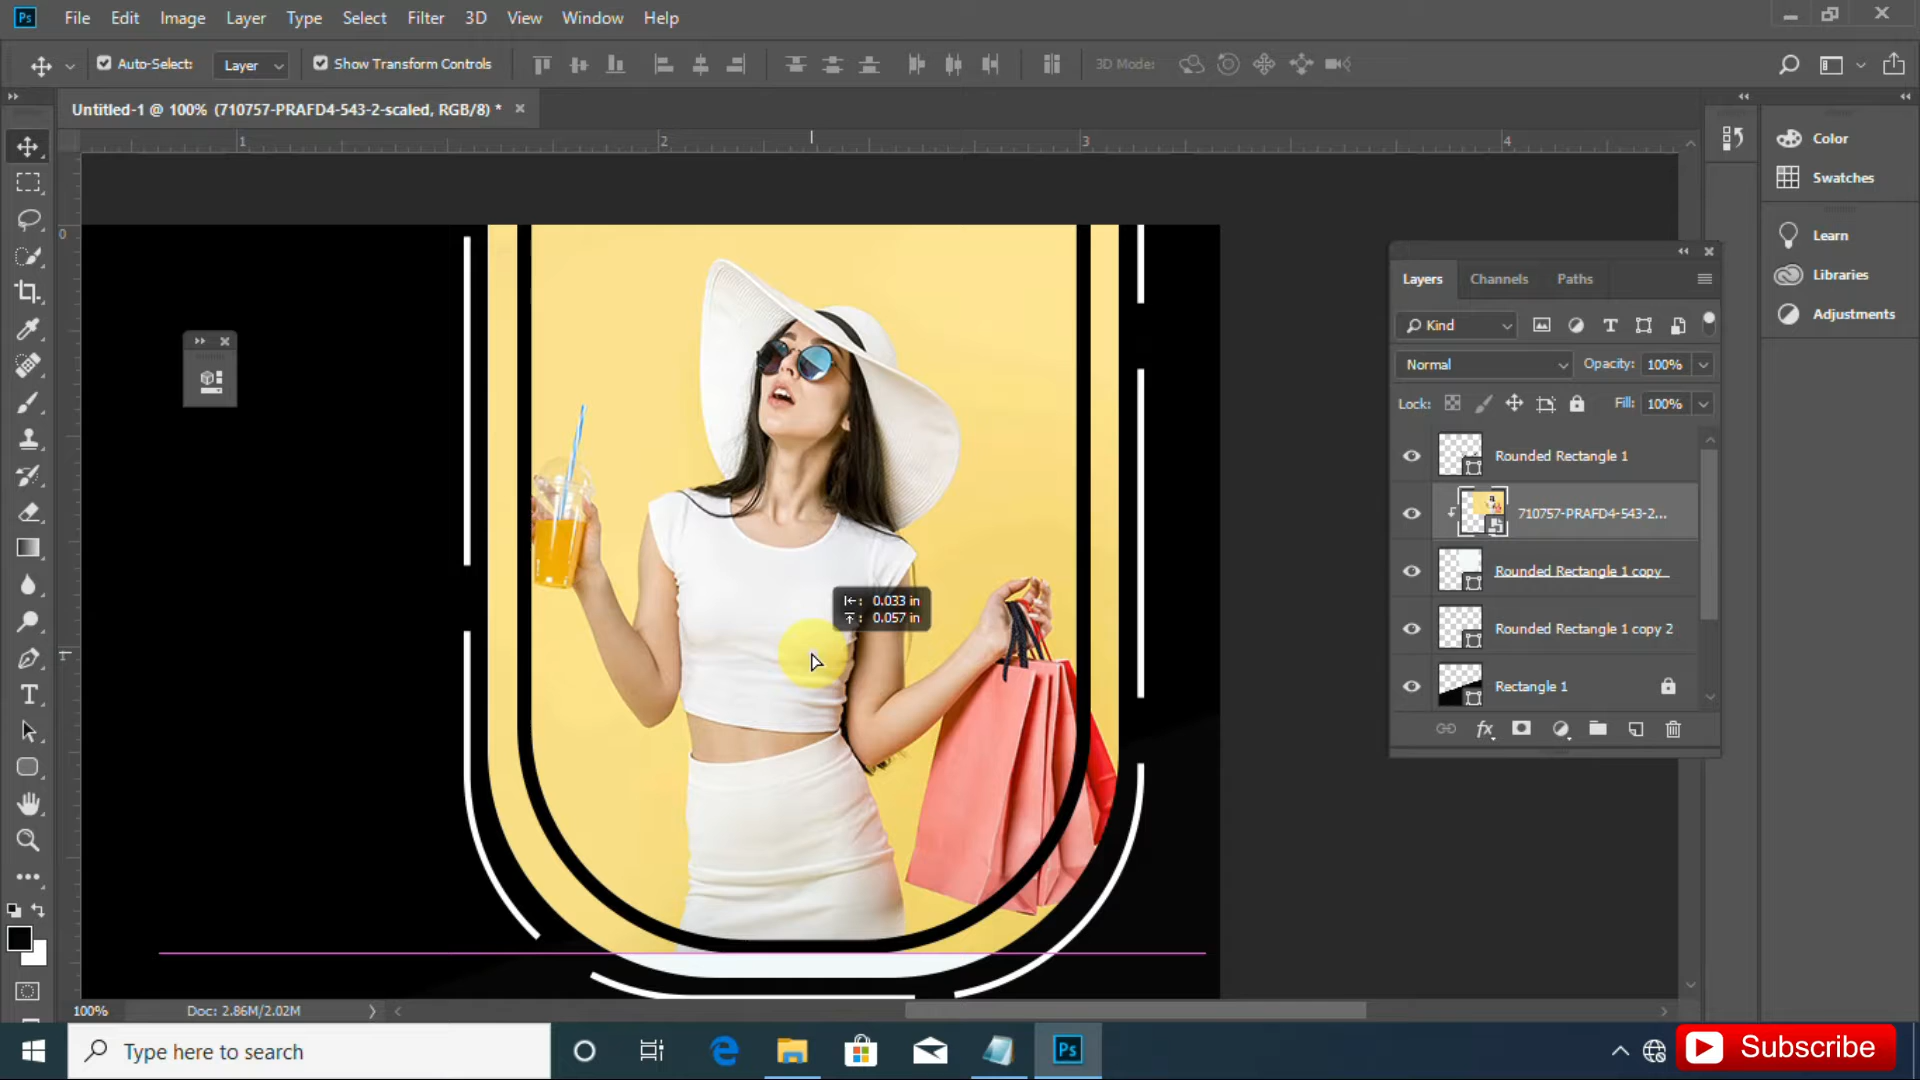 Ps File Edit Image Layer Type Select Filter 3D View Window Help
Auto-Select: Layer Show Transform Controls 3D Mode:
Untitled-1 @ 100% (710757-PRAFD4-543-2-scaled, RGB/8) *
1 2 3 4
0
1
Color
Swatches
Learn
Libraries
Adjustments
Layers Channels Paths
Kind
Normal Opacity: 100%
Lock: Fill: 100%
Rounded Rectangle 1
710757-PRAFD4-543-2...
Rounded Rectangle 1 copy
Rounded Rectangle 1 copy 2
Rectangle 1
fx
0.033 in
0.057 in
100% Doc: 2.86M/2.02M
Type here to search
Ps
Subscribe